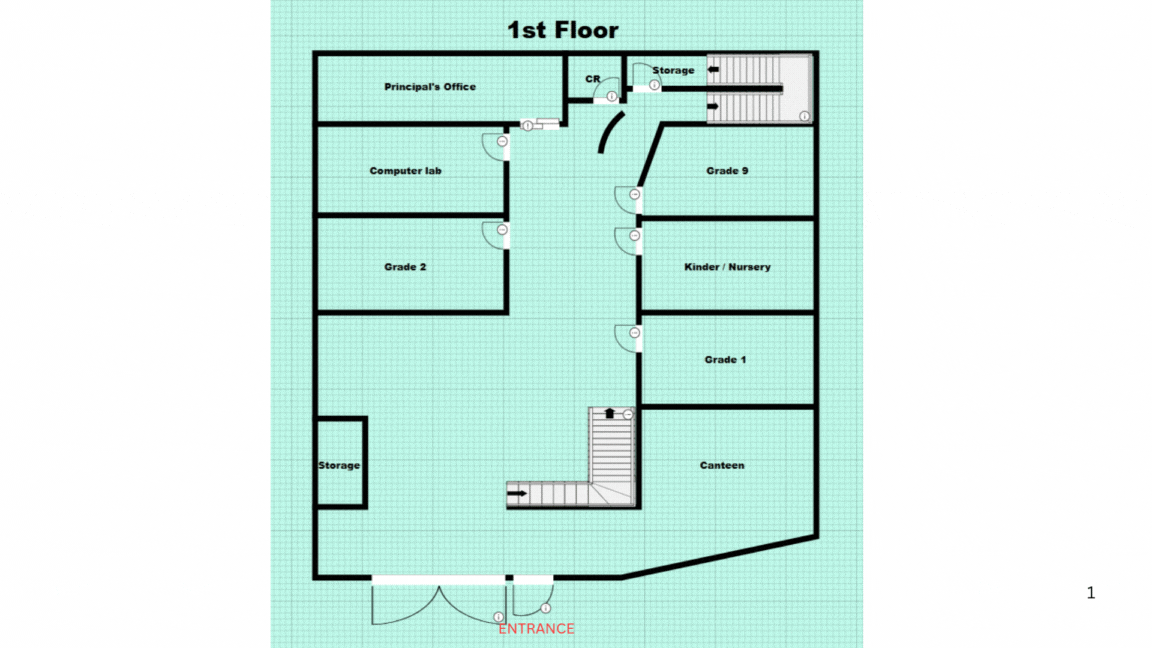 1st Floor
Principal's Office
CR
Storage
Computer lab
Grade 9
Grade 2
Kinder / Nursery
Grade 1
Storage
Canteen
ENTRANCE
1